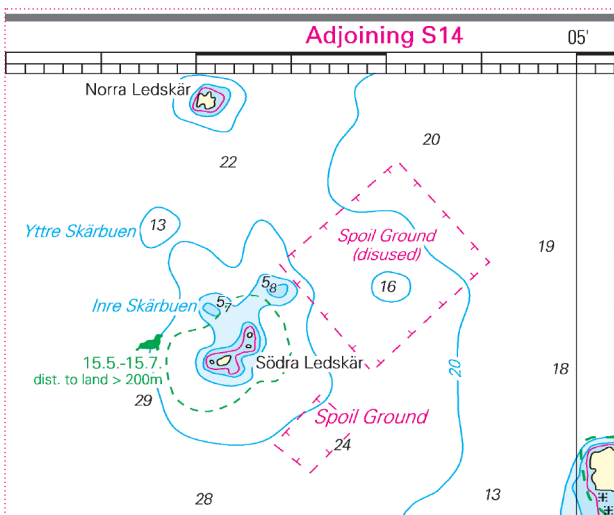 Adjoining S14
05'
Norra Ledskär
20
22
13
Yttre Skärbuen
Spoil Ground
(disused)
19
5₈
16
Inre Skärbuen
5₇
15.5.-15.7.
dist. to land > 200m
Södra Ledskär
20
18
29
Spoil Ground
24
28
13